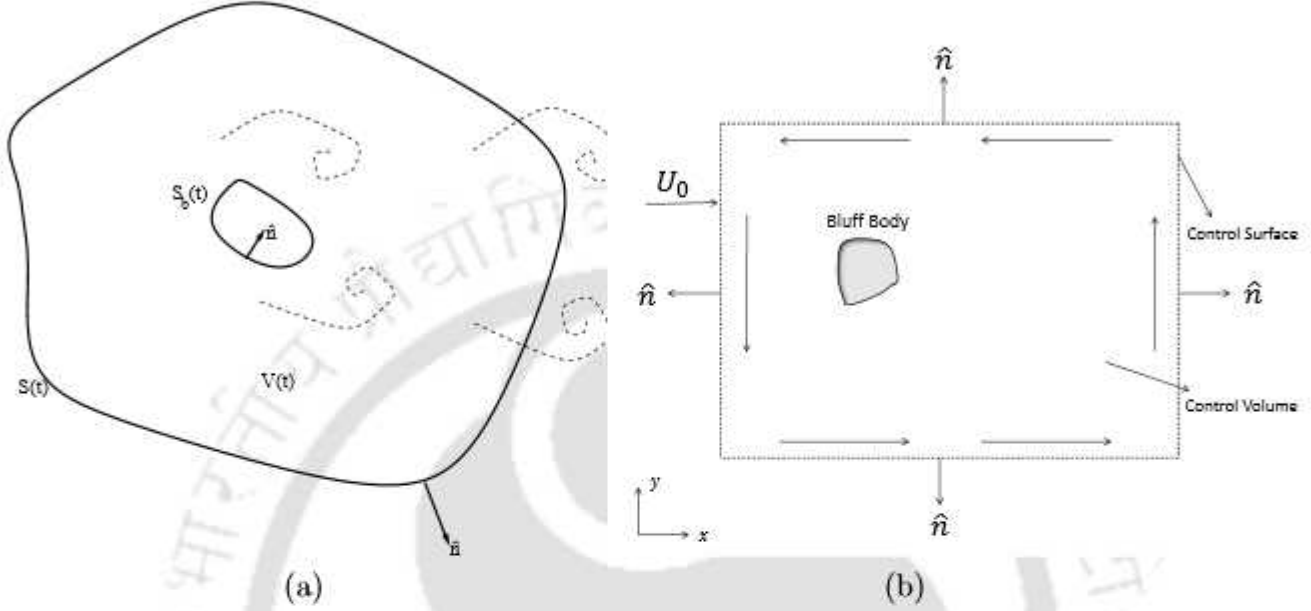 S_b(t)
n̂
V(t)
S(t)
n̂
(a)
n̂
U_0
Bluff Body
Control Surface
n̂
n̂
Control Volume
y
x
n̂
(b)